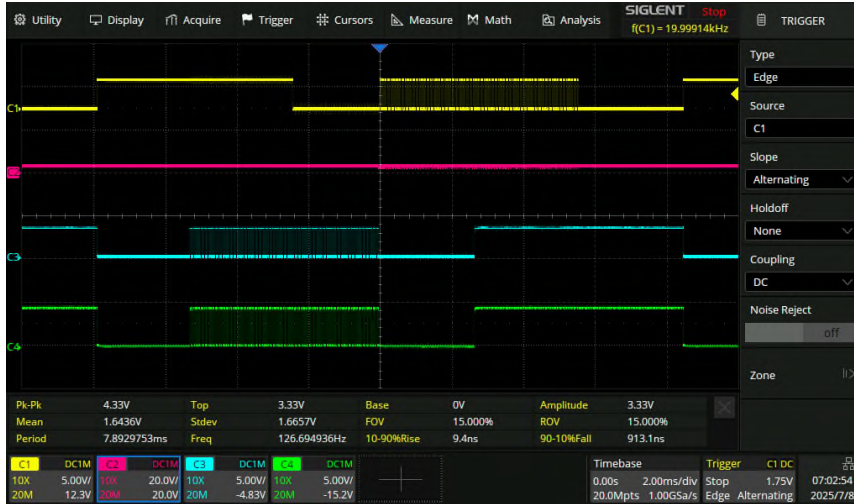 Utility Display Acquire Trigger Cursors Measure Math Analysis SIGLENT Stop TRIGGER
f(C1) = 19.99914kHz
Type
Edge
Source
C1
Slope
Alternating
Holdoff
None
Coupling
DC
Noise Reject
off
Zone
C1
C2
C3
C4
Pk-Pk 4.33V Top 3.33V Base 0V Amplitude 3.33V
Mean 1.6436V Stdev 1.6657V FOV 15.000% ROV 15.000%
Period 7.8929753ms Freq 126.694936Hz 10-90%Rise 9.4ns 90-10%Fall 913.1ns
C1 DC1M C2 DC1M C3 DC1M C4 DC1M Timebase Trigger C1 DC
10X 5.00V/ 10X 20.0V/ 10X 5.00V/ 10X 5.00V/ 0.00s 2.00ms/div Stop 1.75V 07:02:54
20M 12.3V 20M 20.0V 20M -4.83V 20M -15.2V 20.0Mpts 1.00GSa/s Edge Alternating 2025/7/8